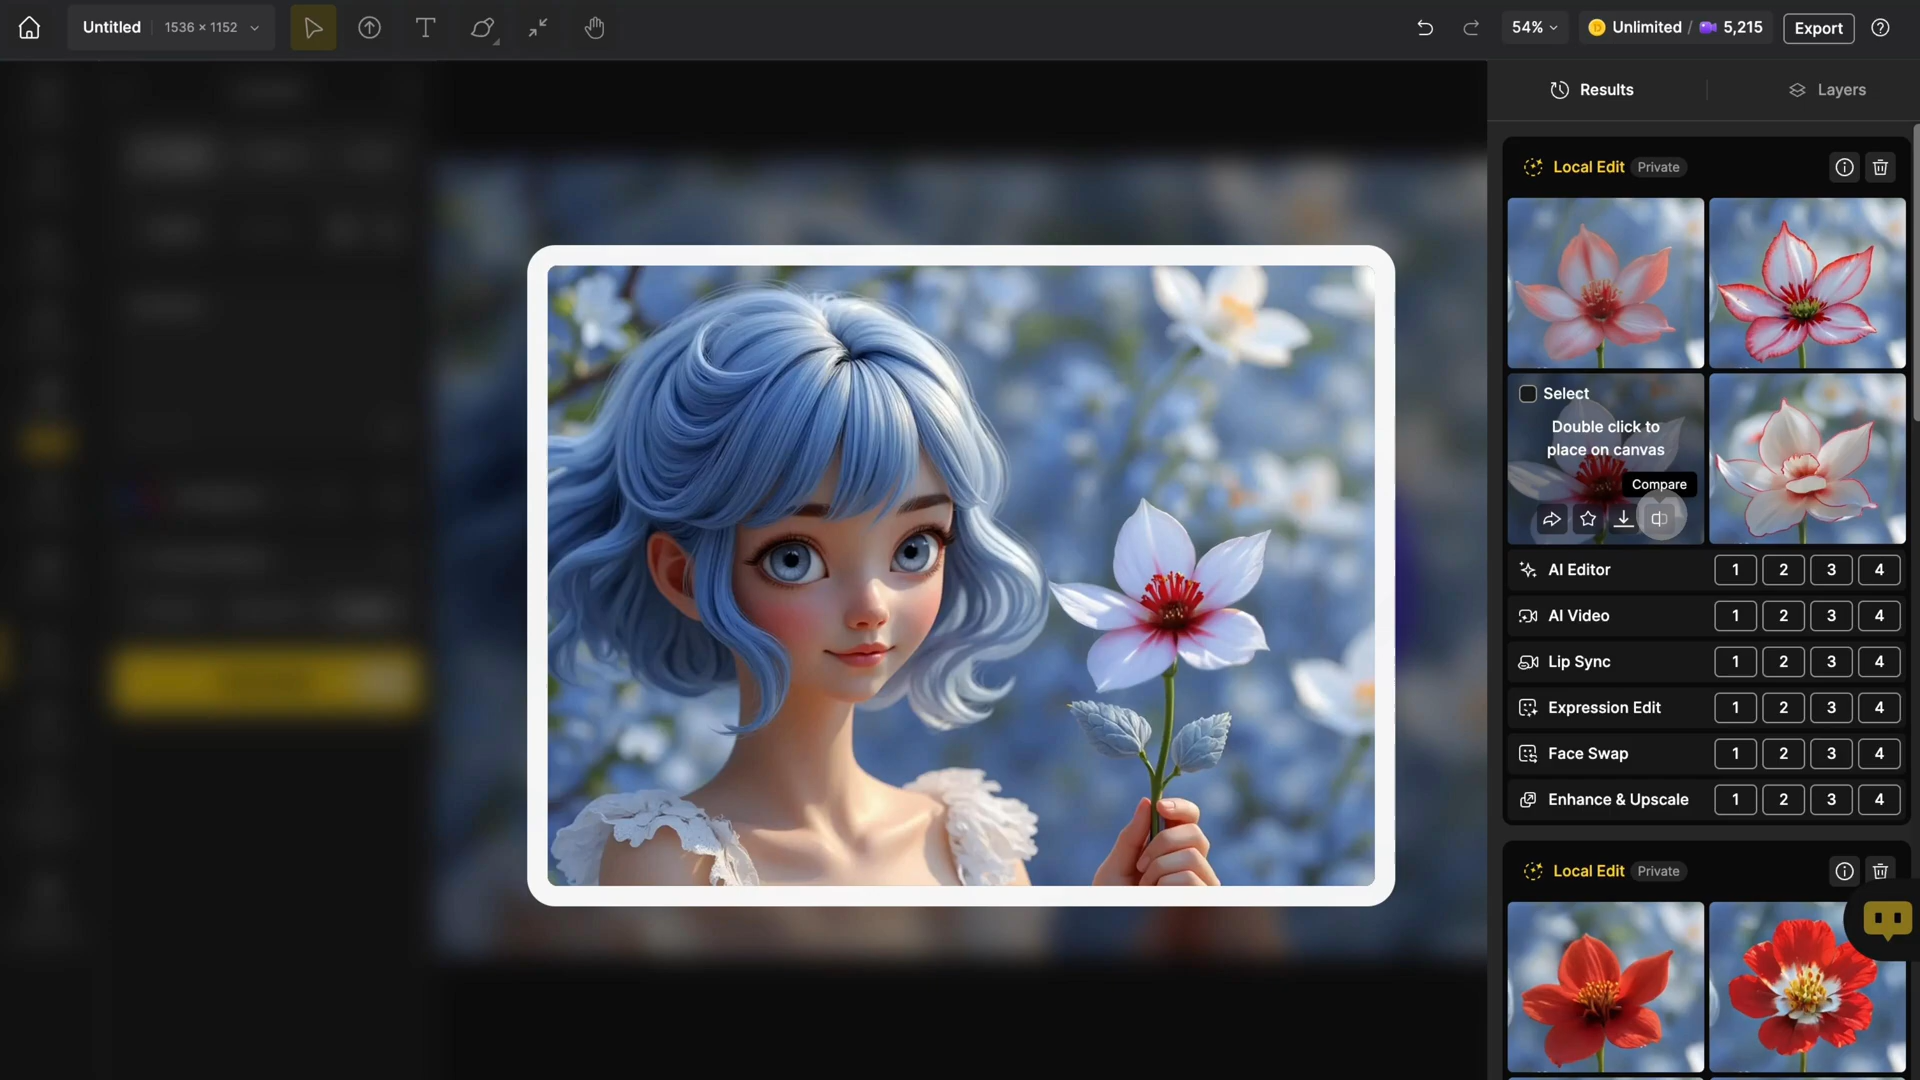 Untitled 1536 × 1152
54%
Unlimited / 5,215
Export
Results
Layers
Local Edit Private
Select
Double click to
place on canvas
Compare
AI Editor 1 2 3 4
AI Video 1 2 3 4
Lip Sync 1 2 3 4
Expression Edit 1 2 3 4
Face Swap 1 2 3 4
Enhance & Upscale 1 2 3 4
Local Edit Private